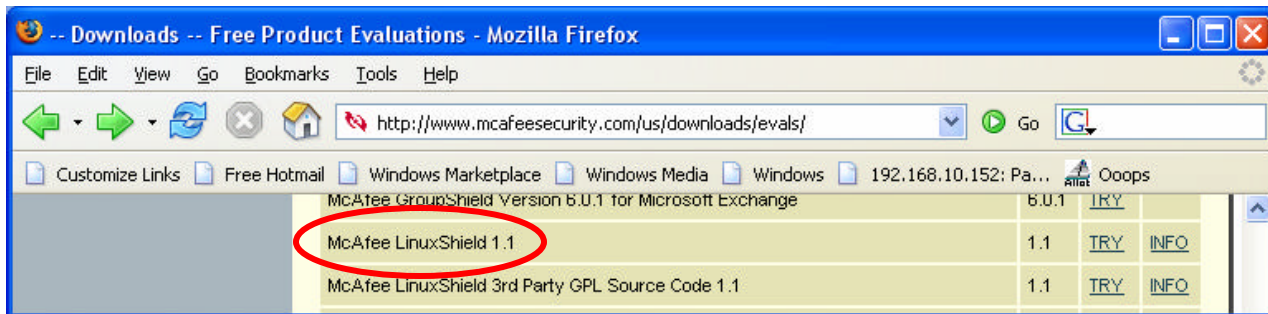 -- Downloads -- Free Product Evaluations - Mozilla Firefox
File Edit View Go Bookmarks Tools Help
http://www.mcafeesecurity.com/us/downloads/evals/ Go G
Customize Links Free Hotmail Windows Marketplace Windows Media Windows 192.168.10.152: Pa... Allot Ooops
McAfee GroupShield Version 6.0.1 for Microsoft Exchange 6.0.1 TRY
McAfee LinuxShield 1.1 1.1 TRY INFO
McAfee LinuxShield 3rd Party GPL Source Code 1.1 1.1 TRY INFO